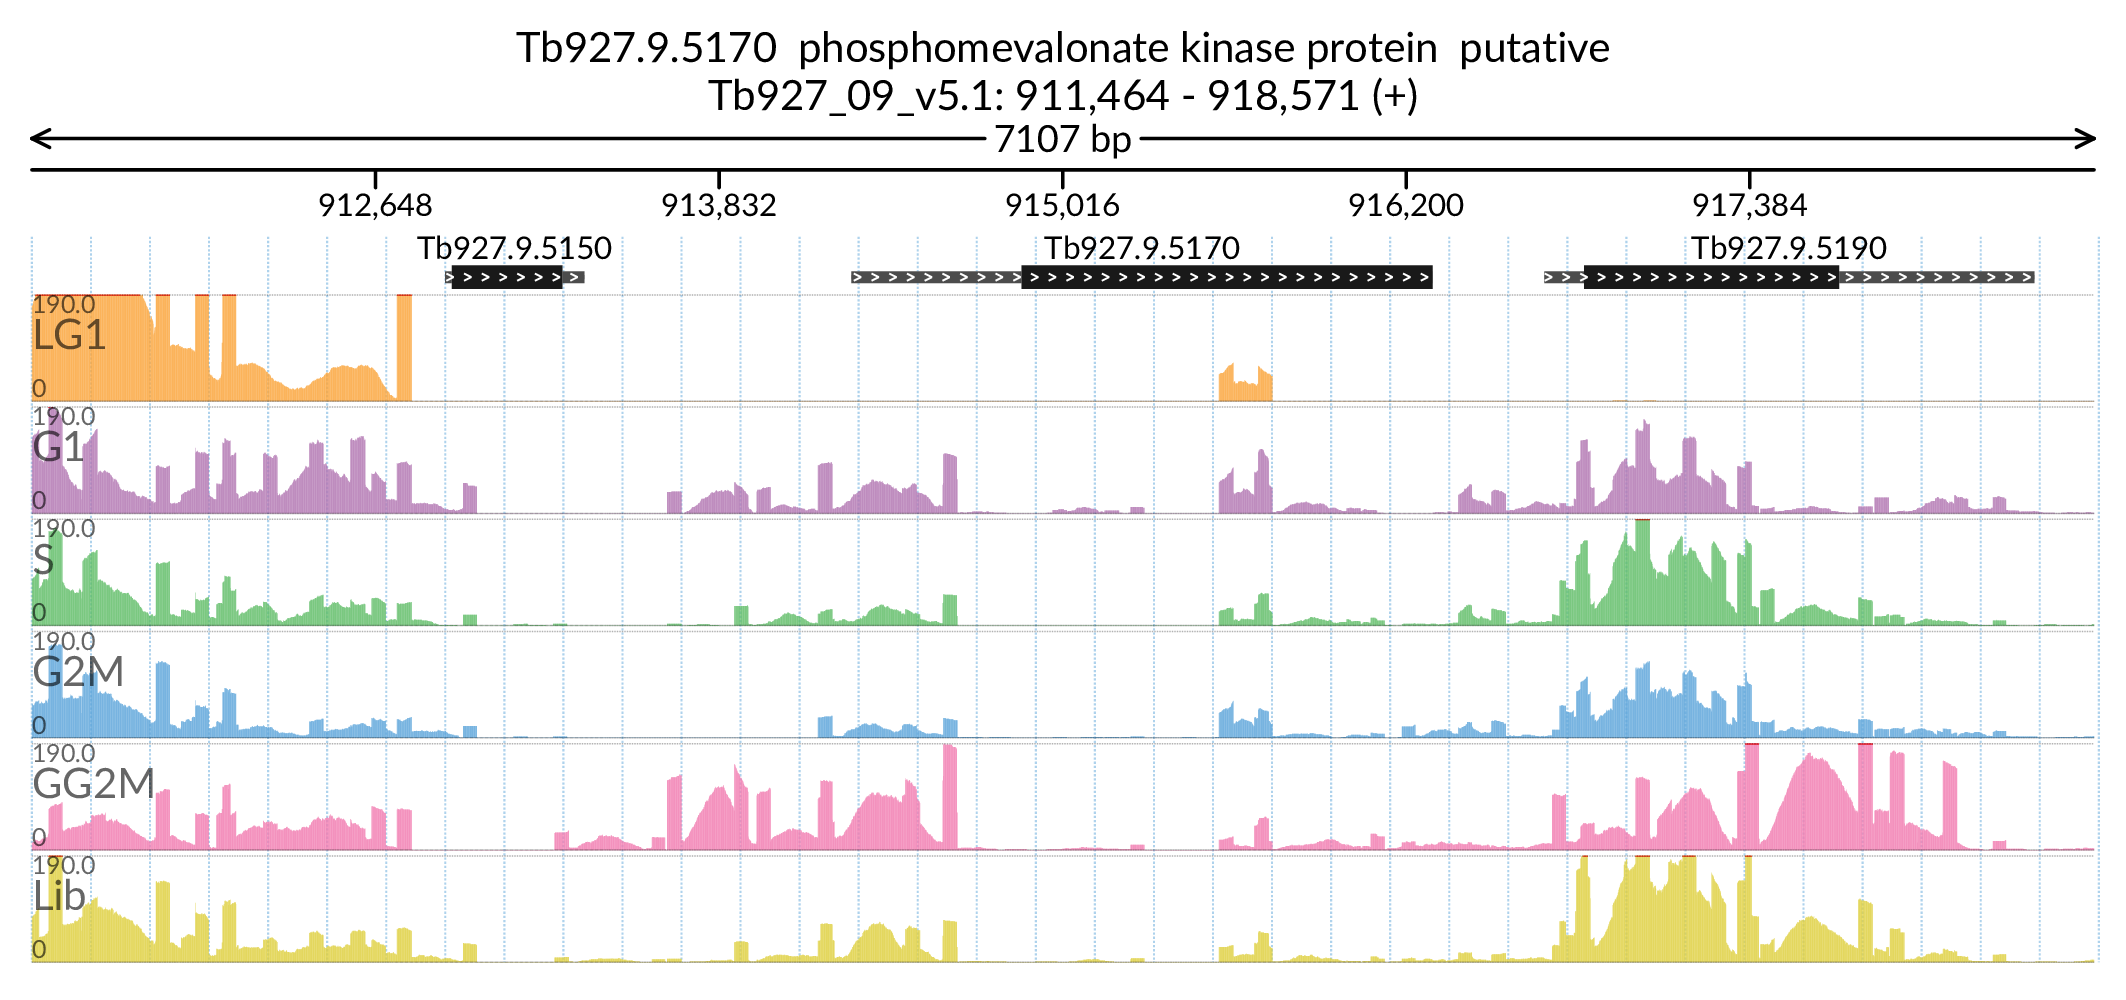 Tb927.9.5170 phosphomevalonate kinase protein putative
Tb927_09_v5.1: 911,464 - 918,571 (+)
7107 bp
912,648 913,832 915,016 916,200 917,384
Tb927.9.5150 Tb927.9.5170 Tb927.9.5190
190.0
LG1
0
190.0
G1
0
190.0
S
0
190.0
G2M
0
190.0
GG2M
0
190.0
Lib
0